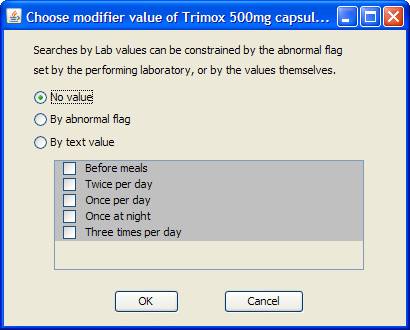 Choose modifier value of Trimox 500mg capsul...
Searches by Lab values can be constrained by the abnormal flag
set by the performing laboratory, or by the values themselves.
No value
By abnormal flag
By text value
Before meals
Twice per day
Once per day
Once at night
Three times per day
OK Cancel